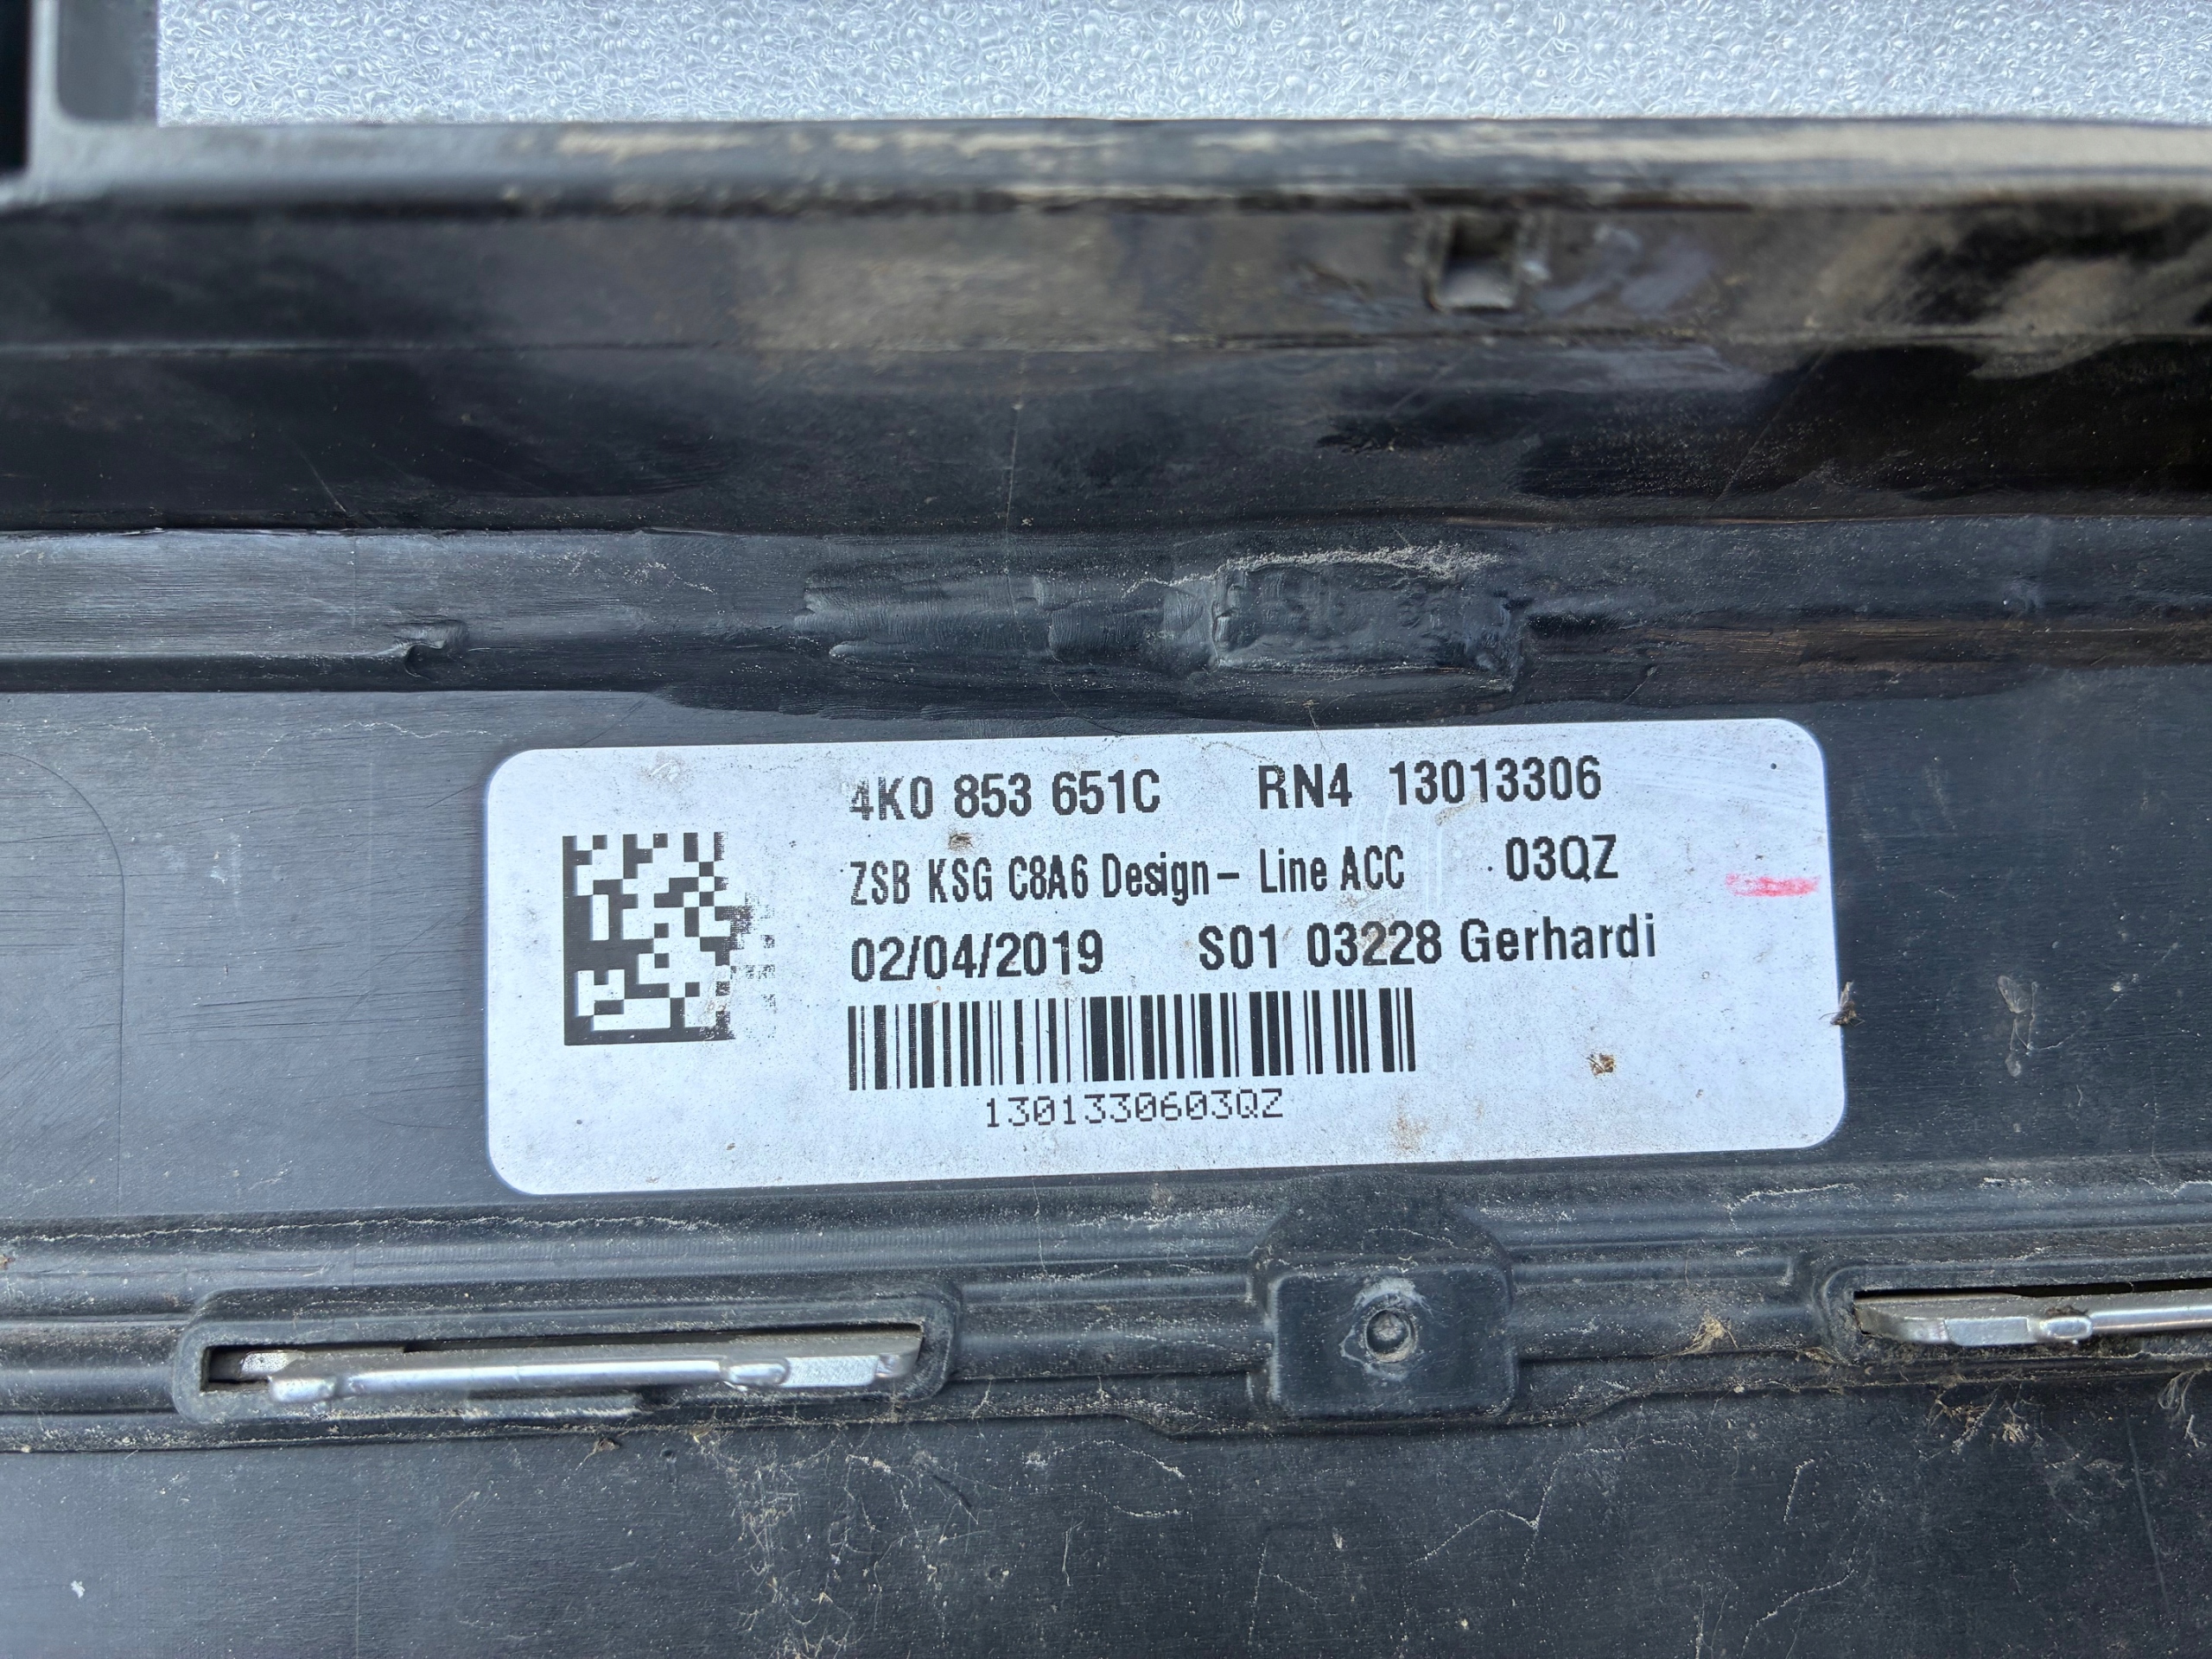 4K0 853 651C RN4 13013306
ZSB KSG C8A6 Design- Line ACC 03QZ
02/04/2019 S01 03228 Gerhardi
1301330603QZ